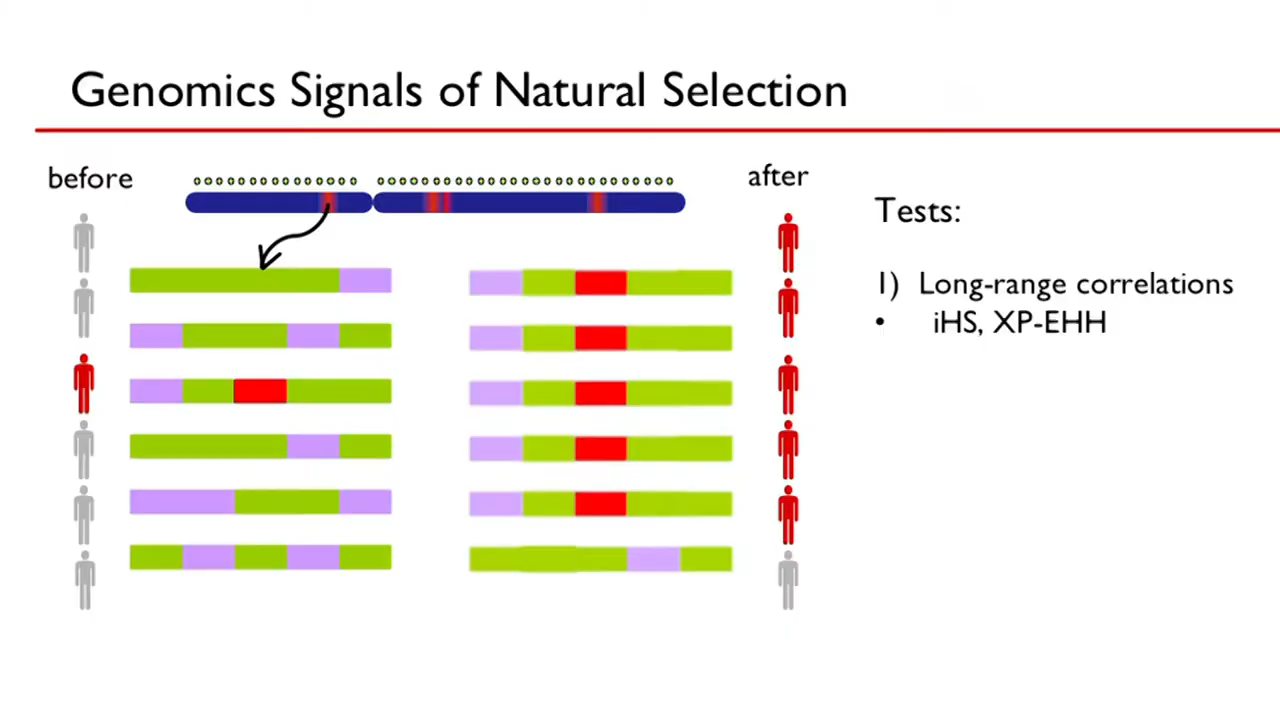 Genomics Signals of Natural Selection
before
after
Tests:
1) Long-range correlations
• iHS, XP-EHH